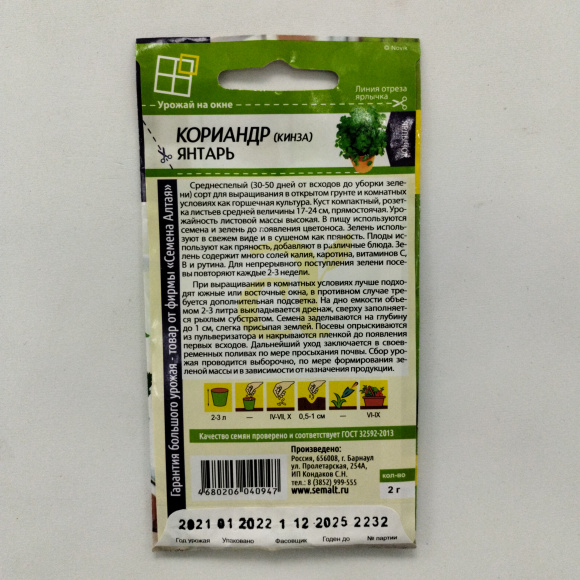 © Novik
Урожай на окне
Линия отреза
ярлычка
КОРИАНДР (КИНЗА)
ЯНТАРЬ
Среднеспелый (30-50 дней от всходов до уборки зеле-
ни) сорт для выращивания в открытом грунте и комнатных
условиях как горшечная культура. Куст компактный, розет-
ка листьев средней величины 17-24 см, прямостоячая. Уро-
жайность листовой массы высокая. В пищу используются
семена и зелень до появления цветоноса. Зелень исполь-
зуют в свежем виде и в сушеном как пряность. Плоды ис-
пользуют как пряность, добавляют в различные блюда. Зе-
лень содержит много солей калия, каротина, витаминов С,
В и рутина. Для непрерывного поступления зелени посе-
вы повторяют каждые 2-3 недели.
При выращивании в комнатных условиях лучше подхо-
дят южные или восточные окна, в противном случае тре-
буется дополнительная подсветка. На дно емкости объе-
мом 2-3 литра выкладывается дренаж, сверху заполняет-
ся рыхлым субстратом. Семена заделываются на глубину
до 1 см, слегка присыпая землей. Посевы опрыскиваются
из пульверизатора и накрываются пленкой до появления
первых всходов. Дальнейший уход заключается в свое-
временных поливах по мере просыхания почвы. Сбор уро-
жая проводится выборочно, по мере формирования зе-
леной массы и в зависимости от назначения продукции.
2-3 л — IV-VII, X 0,5-1 см — VI-IX
Качество семян проверено и соответствует ГОСТ 32592-2013
Произведено:
Россия, 656008, г. Барнаул
ул. Пролетарская, 254А,
ИП Кондаков С.Н.
тел.: 8 (3852) 999-555
www.semalt.ru
кол-во
2 г
4680206040947
2021 01 2022 1 12 2025 2232
Год урожая Упаковано Фасовщик Годен до № партии
Гарантия большого урожая - товар от фирмы «Семена Алтая»